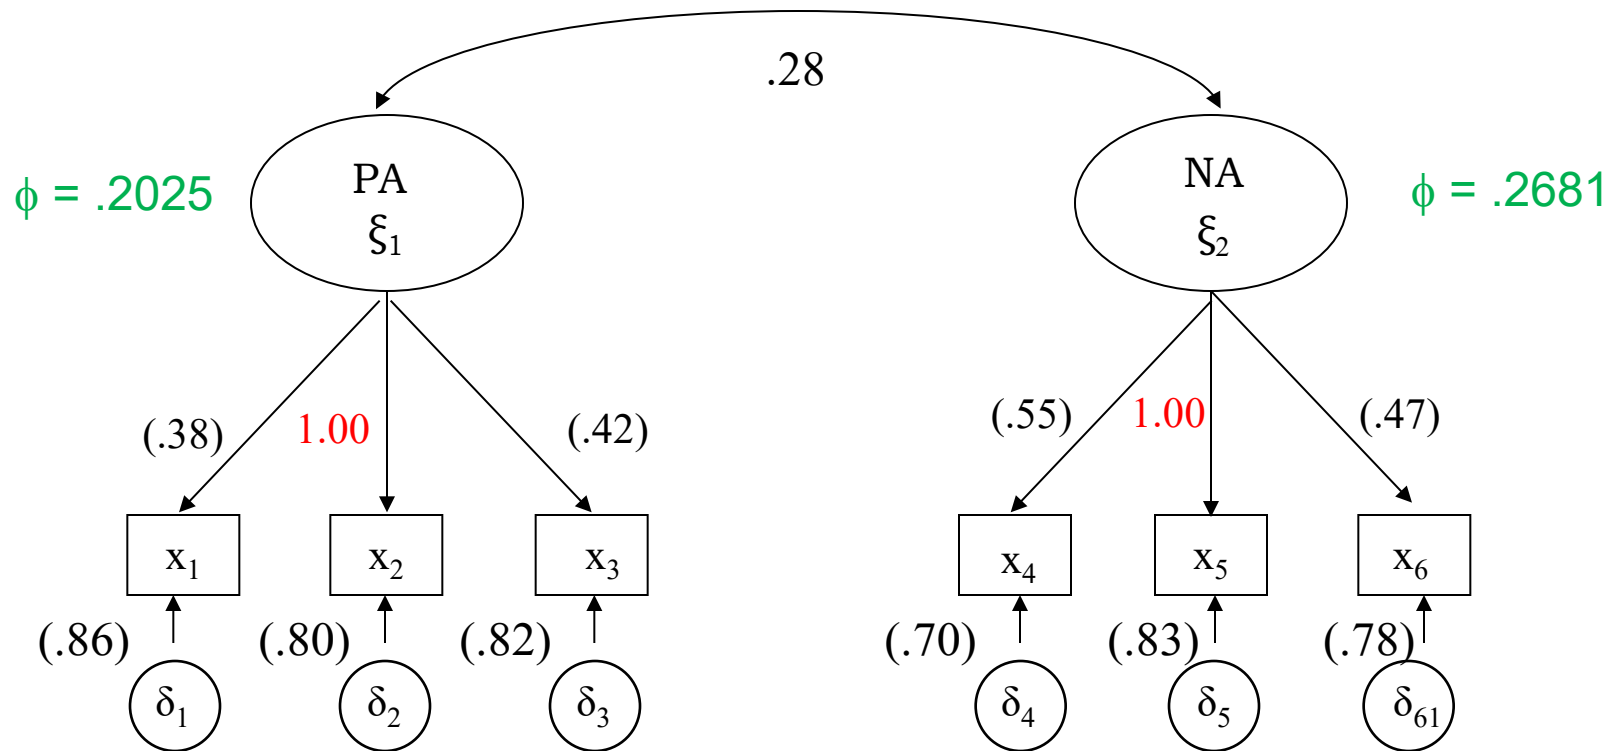 .28
PA
ξ₁
NA
ξ₂
ϕ = .2025
ϕ = .2681
(.38)
1.00
(.42)
(.55)
1.00
(.47)
x₁
x₂
x₃
x₄
x₅
x₆
(.86)
(.80)
(.82)
(.70)
(.83)
(.78)
δ₁
δ₂
δ₃
δ₄
δ₅
δ₆₁